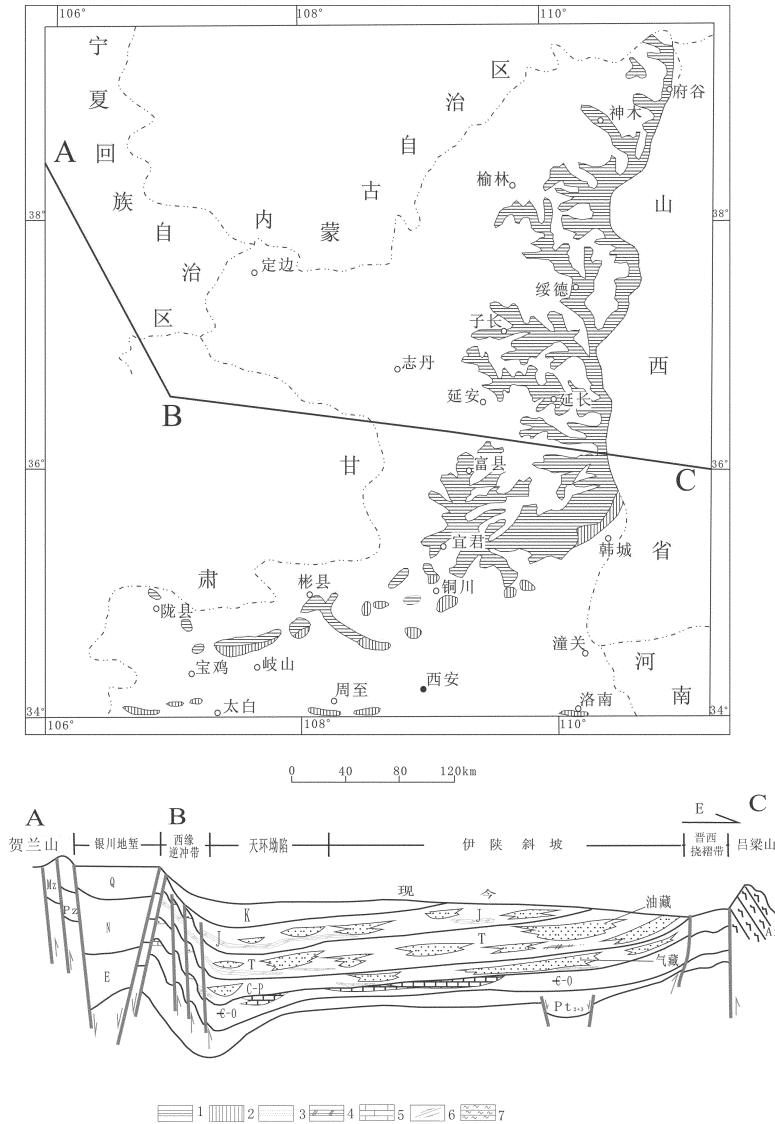 106° 108° 110°
宁夏回族自治区
内蒙古自治区
山西省
甘肃
河南
A
B
C
38° 38°
36° 36°
34° 34°
府谷
神木
榆林
定边
绥德
子长
志丹
延安 延长
富县
宜君
韩城
彬县 铜川
陇县
潼关
宝鸡 岐山
周至 西安
太白 洛南
106° 108° 110°
0 40 80 120km
A B E C
贺兰山 银川地堑 西缘逆冲带 天环坳陷 伊陕斜坡 晋西挠褶带 吕梁山
现今
油藏
气藏
Mz Q K J
Pz N J T
E T
C-P Є-O
Є-O Pt₂₊₃
1 2 3 4 5 6 7